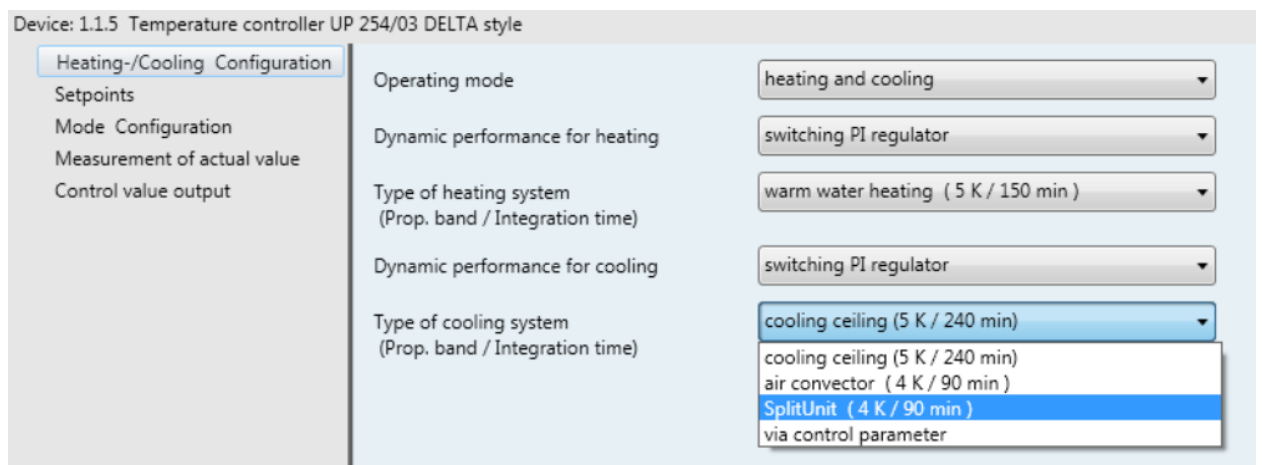 Device: 1.1.5 Temperature controller UP 254/03 DELTA style
Heating-/Cooling Configuration
Setpoints
Mode Configuration
Measurement of actual value
Control value output
Operating mode
heating and cooling
Dynamic performance for heating
switching PI regulator
Type of heating system
(Prop. band / Integration time)
warm water heating ( 5 K / 150 min )
Dynamic performance for cooling
switching PI regulator
Type of cooling system
(Prop. band / Integration time)
cooling ceiling (5 K / 240 min)
cooling ceiling (5 K / 240 min)
air convector ( 4 K / 90 min )
SplitUnit ( 4 K / 90 min )
via control parameter